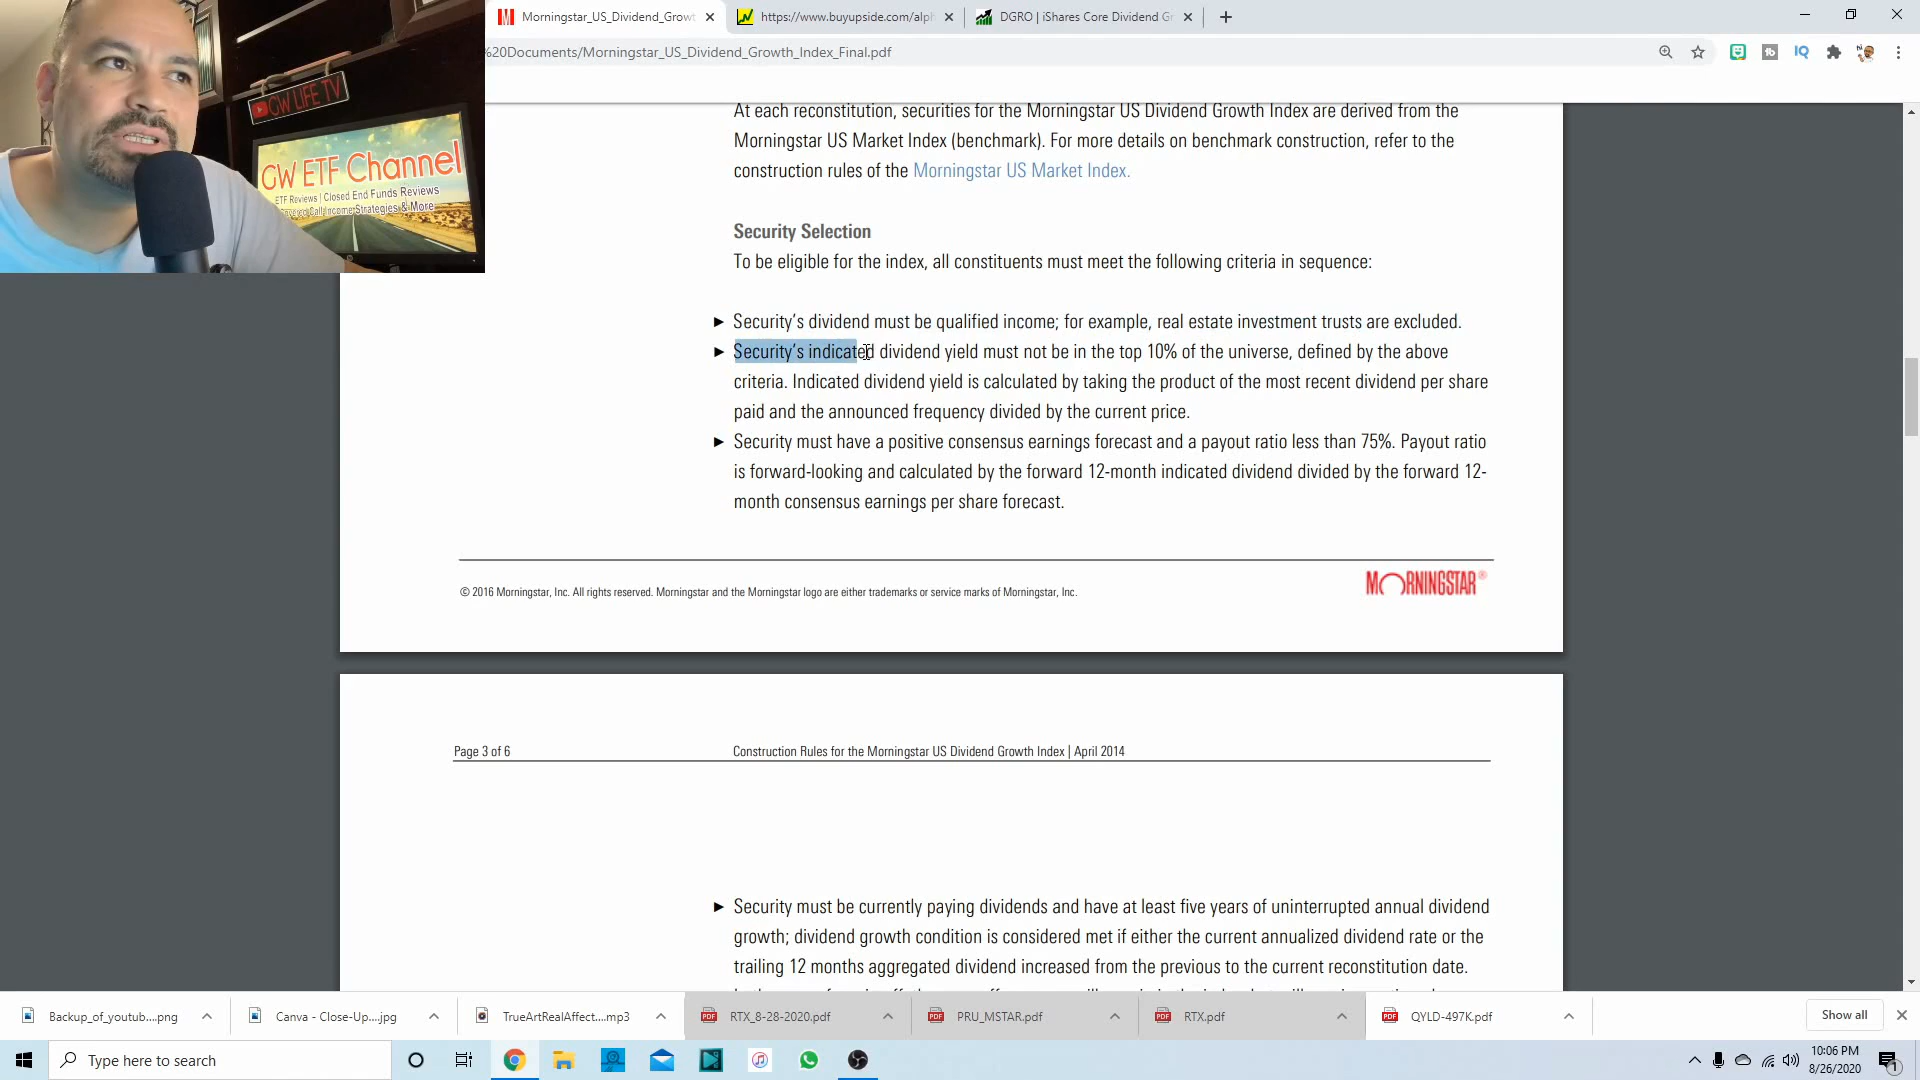 Morningstar_US_Dividend_Growt
https://www.buyupside.com/alph
DGRO | iShares Core Dividend Gr
%20Documents/Morningstar_US_Dividend_Growth_Index_Final.pdf
GW LIFE TV
GW ETF Channel
ETF Reviews | Closed End Funds Reviews
Call Income Strategies & More
At each reconstitution, securities for the Morningstar US Dividend Growth Index are derived from the
Morningstar US Market Index (benchmark). For more details on benchmark construction, refer to the
construction rules of the Morningstar US Market Index.
Security Selection
To be eligible for the index, all constituents must meet the following criteria in sequence:
► Security's dividend must be qualified income; for example, real estate investment trusts are excluded.
► Security's indicated dividend yield must not be in the top 10% of the universe, defined by the above
criteria. Indicated dividend yield is calculated by taking the product of the most recent dividend per share
paid and the announced frequency divided by the current price.
► Security must have a positive consensus earnings forecast and a payout ratio less than 75%. Payout ratio
is forward-looking and calculated by the forward 12-month indicated dividend divided by the forward 12-
month consensus earnings per share forecast.
© 2016 Morningstar, Inc. All rights reserved. Morningstar and the Morningstar logo are either trademarks or service marks of Morningstar, Inc.
MORNINGSTAR®
Page 3 of 6
Construction Rules for the Morningstar US Dividend Growth Index | April 2014
► Security must be currently paying dividends and have at least five years of uninterrupted annual dividend
growth; dividend growth condition is considered met if either the current annualized dividend rate or the
trailing 12 months aggregated dividend increased from the previous to the current reconstitution date.
Backup_of_youtub....png
Canva - Close-Up....jpg
TrueArtRealAffect....mp3
RTX_8-28-2020.pdf
PRU_MSTAR.pdf
RTX.pdf
QYLD-497K.pdf
Show all
Type here to search
10:06 PM
8/26/2020
1